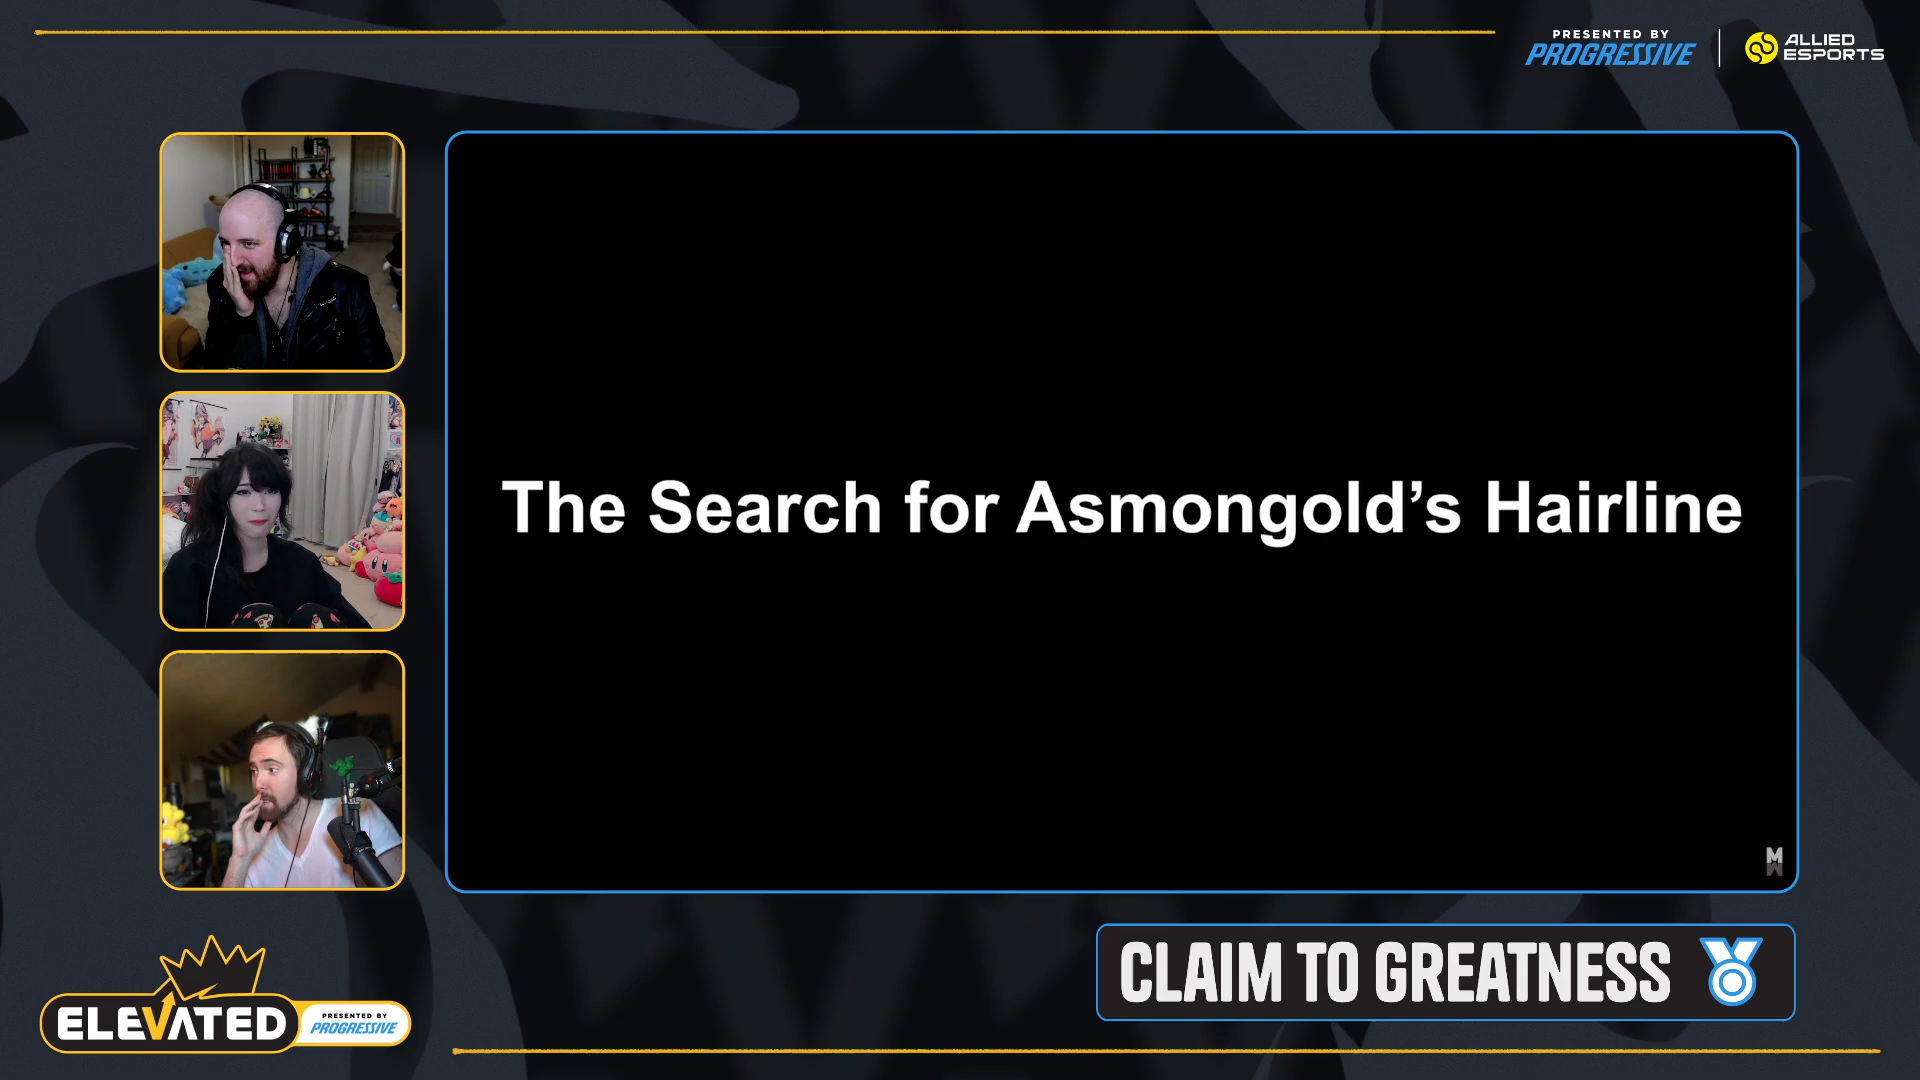 PRESENTED BY
PROGRESSIVE
ALLIED
ESPORTS
The Search for Asmongold’s Hairline
CLAIM TO GREATNESS
ELEVATED
PRESENTED BY
PROGRESSIVE